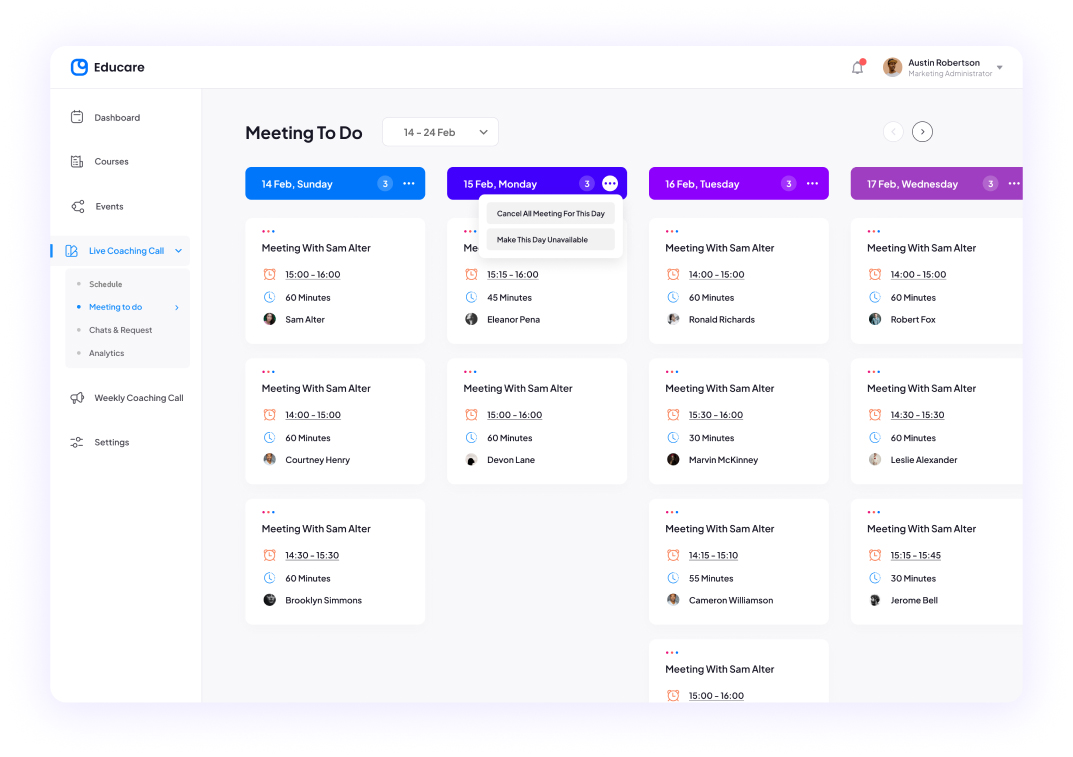 Educare
Austin Robertson
Marketing Administrator
Dashboard
Courses
Events
Live Coaching Call
Schedule
Meeting to do
Chats & Request
Analytics
Weekly Coaching Call
Settings
Meeting To Do
14 - 24 Feb
14 Feb, Sunday 3
Meeting With Sam Alter
15:00 - 16:00
60 Minutes
Sam Alter
Meeting With Sam Alter
14:00 - 15:00
60 Minutes
Courtney Henry
Meeting With Sam Alter
14:30 - 15:30
60 Minutes
Brooklyn Simmons
15 Feb, Monday 3
Cancel All Meeting For This Day
Make This Day Unavailable
Me
15:15 - 16:00
45 Minutes
Eleanor Pena
Meeting With Sam Alter
15:00 - 16:00
60 Minutes
Devon Lane
16 Feb, Tuesday 3
Meeting With Sam Alter
14:00 - 15:00
60 Minutes
Ronald Richards
Meeting With Sam Alter
15:30 - 16:00
30 Minutes
Marvin McKinney
Meeting With Sam Alter
14:15 - 15:10
55 Minutes
Cameron Williamson
Meeting With Sam Alter
15:00 - 16:00
17 Feb, Wednesday 3
Meeting With Sam Alter
14:00 - 15:00
60 Minutes
Robert Fox
Meeting With Sam Alter
14:30 - 15:30
60 Minutes
Leslie Alexander
Meeting With Sam Alter
15:15 - 15:45
30 Minutes
Jerome Bell